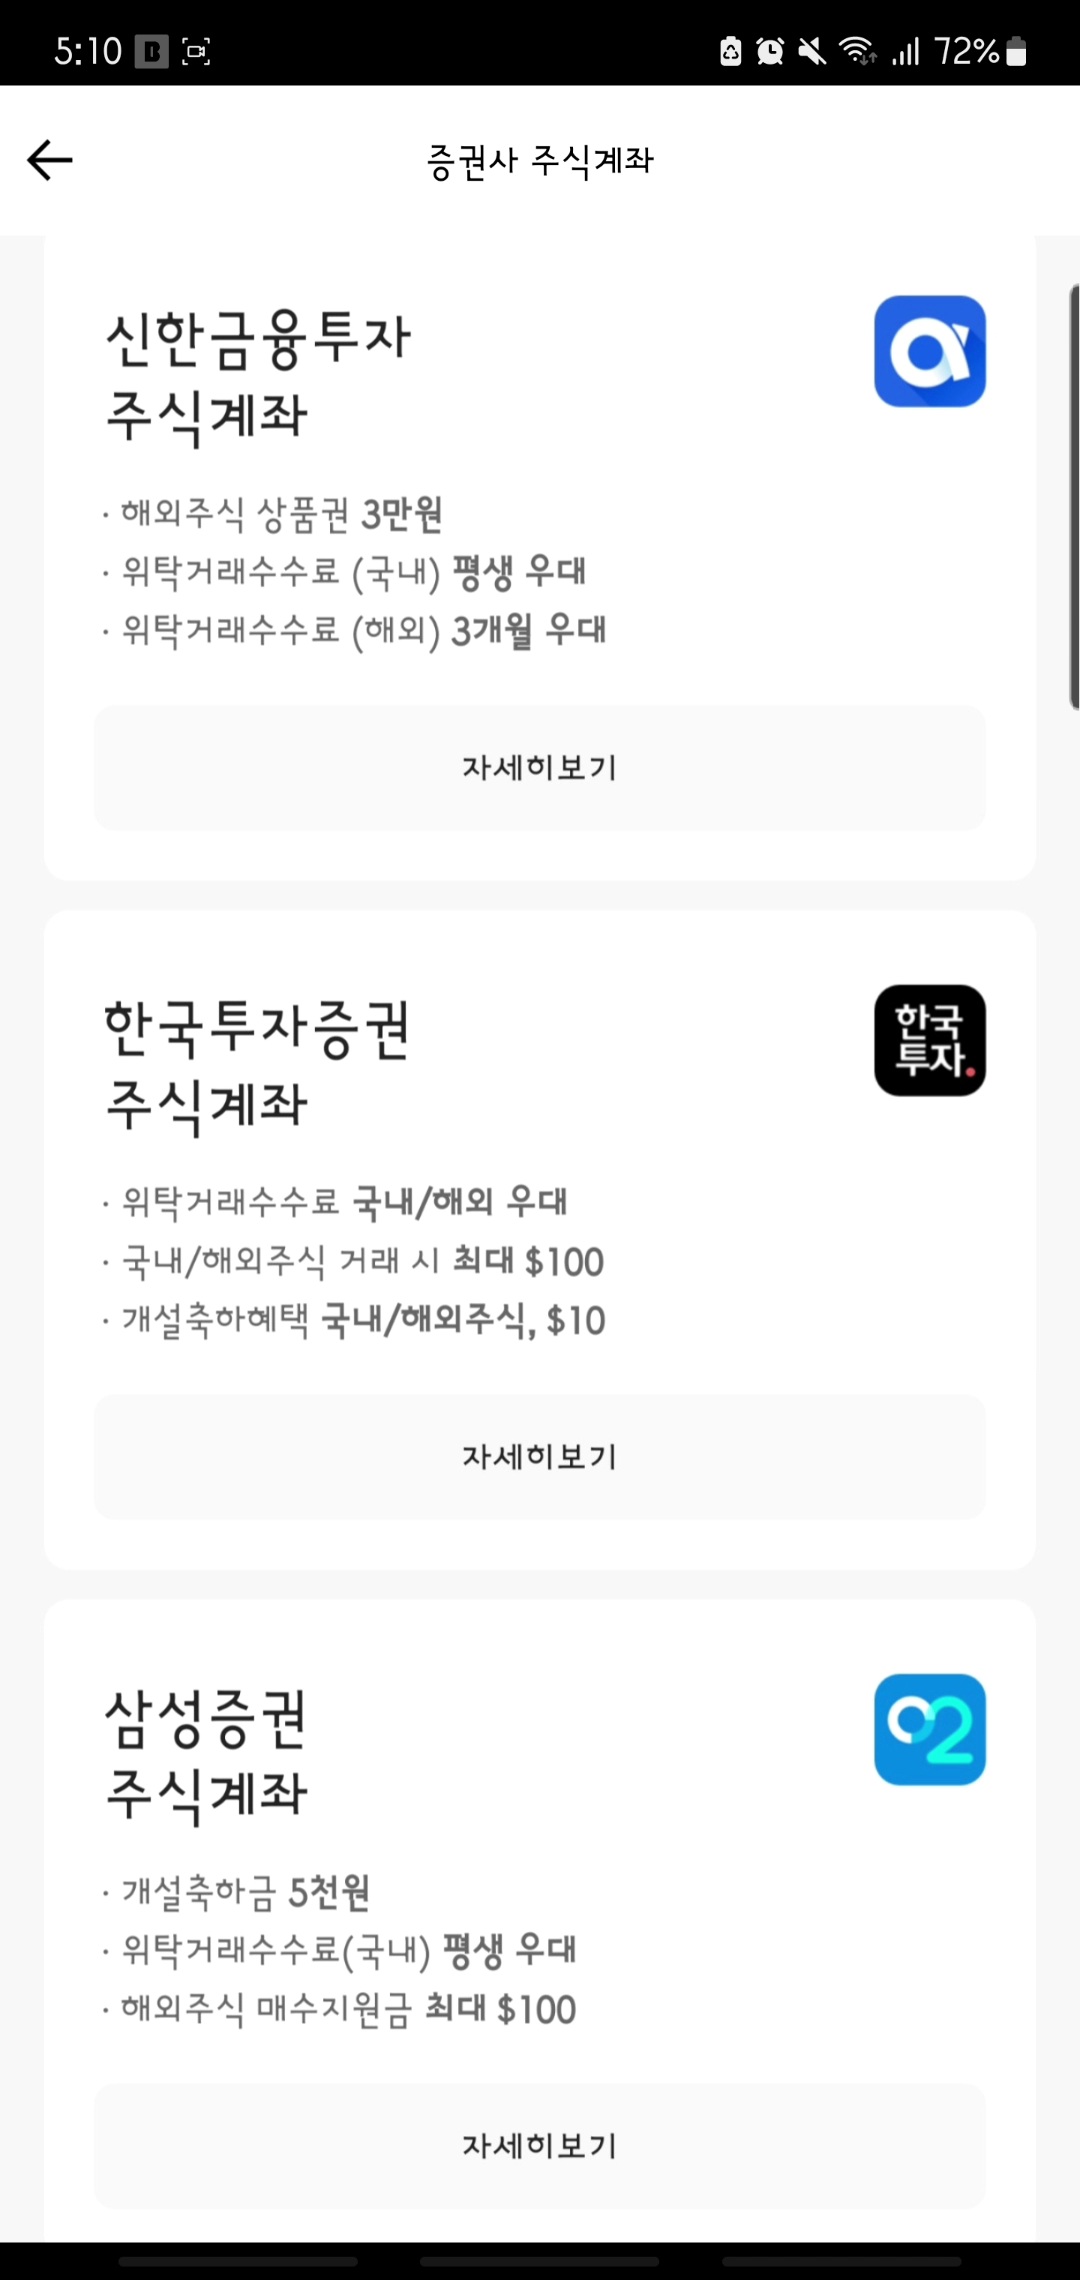 5:10
72%
증권사 주식계좌
신한금융투자
주식계좌
· 해외주식 상품권 3만원
· 위탁거래수수료 (국내) 평생 우대
· 위탁거래수수료 (해외) 3개월 우대
자세히보기
한국투자증권
주식계좌
한국
투자.
· 위탁거래수수료 국내/해외 우대
· 국내/해외주식 거래 시 최대 $100
· 개설축하혜택 국내/해외주식, $10
자세히보기
삼성증권
주식계좌
O2
· 개설축하금 5천원
· 위탁거래수수료(국내) 평생 우대
· 해외주식 매수지원금 최대 $100
자세히보기